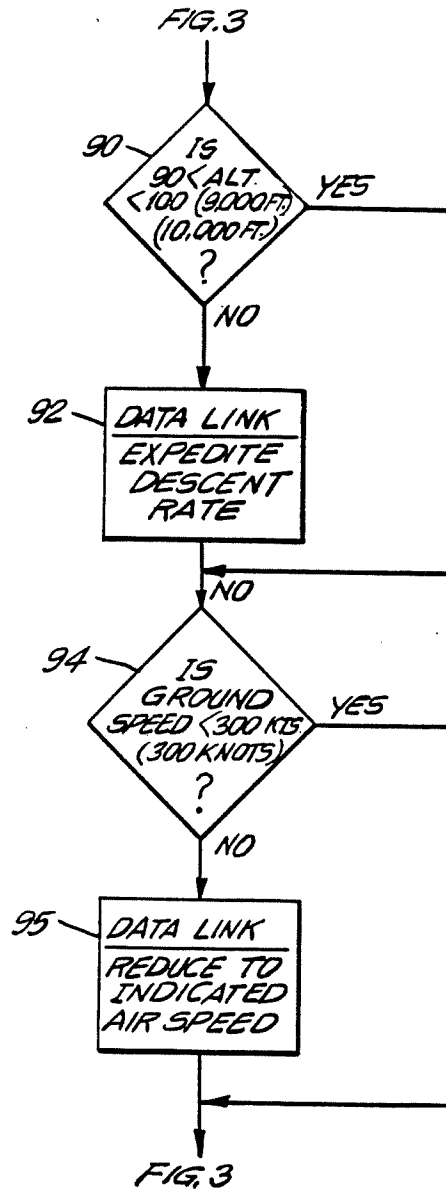 FIG.3
90
IS
90<ALT.
<100 (9,000FT.)
(10,000FT.)
?
YES
NO
92
DATA LINK
EXPEDITE
DESCENT
RATE
NO
94
IS
GROUND
SPEED <300 KTS.
(300 KNOTS)
?
YES
NO
95
DATA LINK
REDUCE TO
INDICATED
AIR SPEED
FIG.3